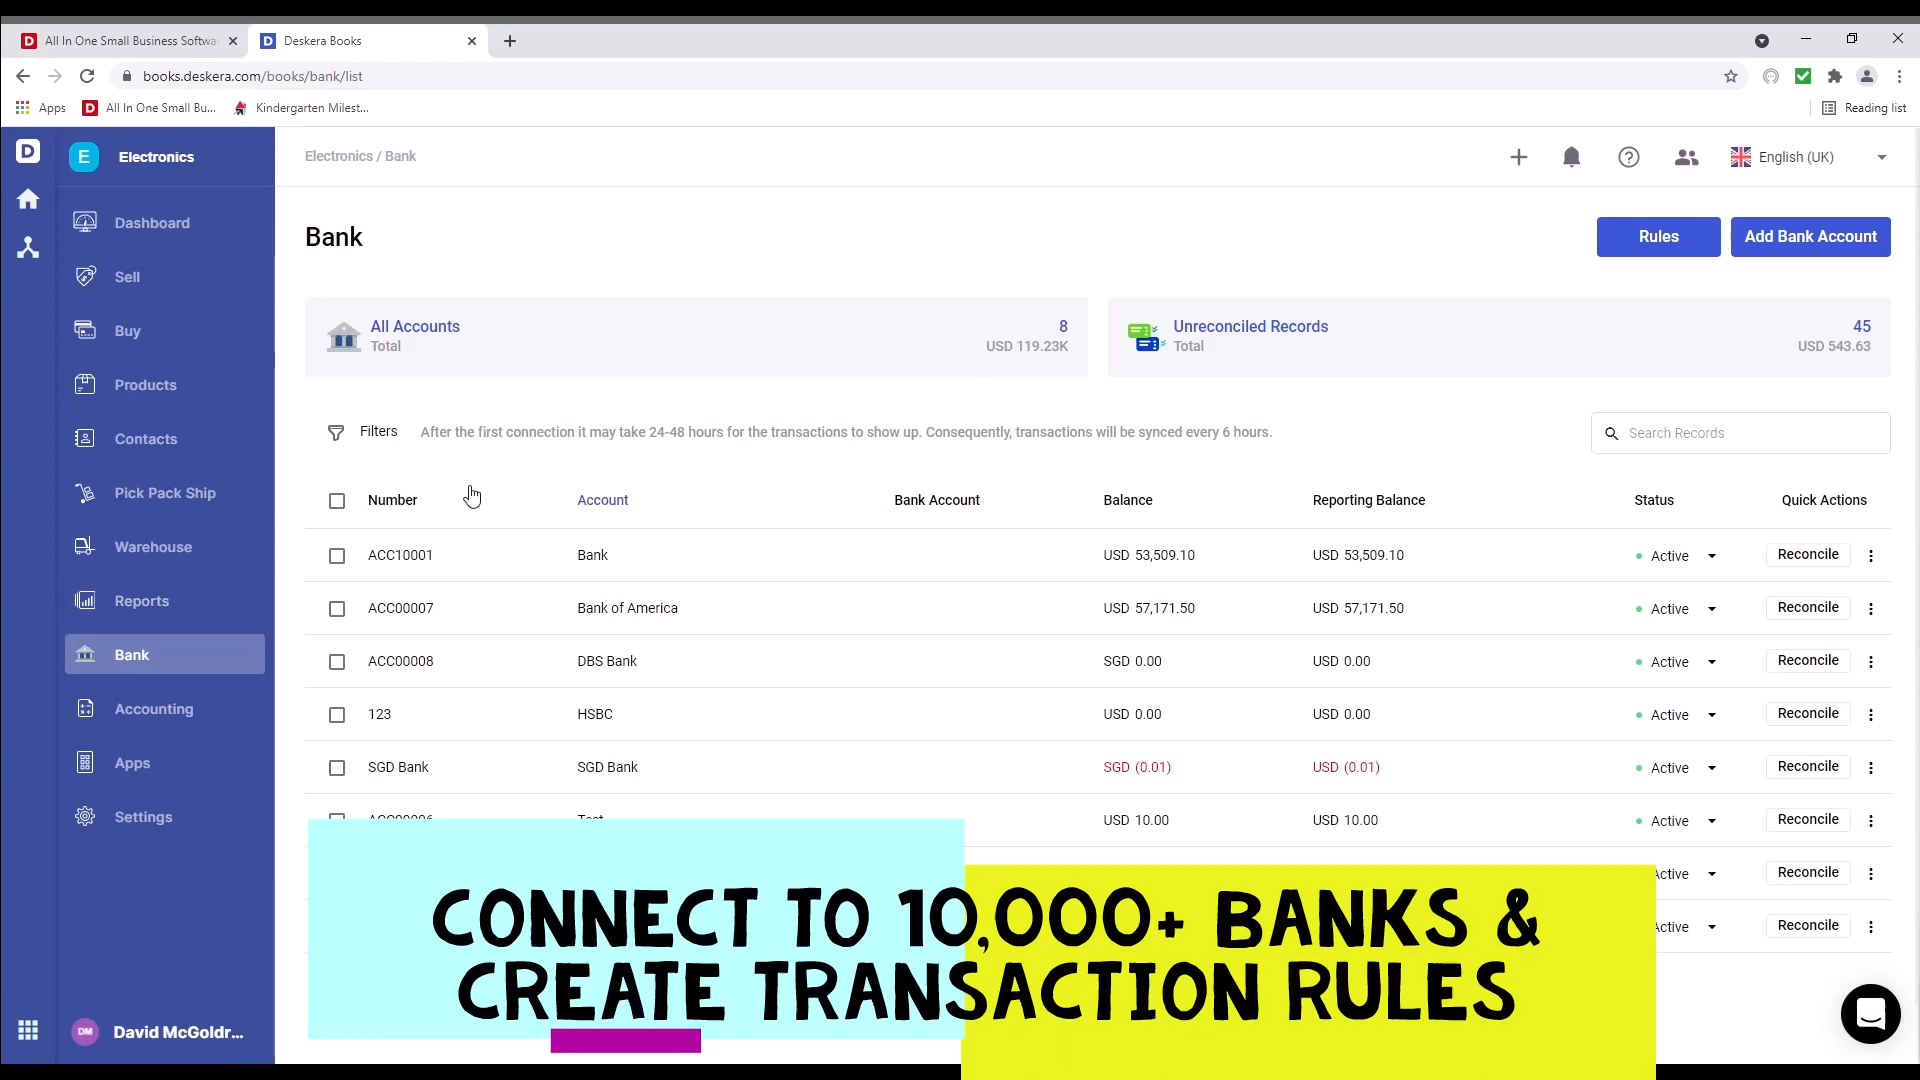 All In One Small Business Softwa
Deskera Books
books.deskera.com/books/bank/list
Apps
All In One Small Bu...
Kindergarten Milest...
Reading list
E
Electronics
Electronics / Bank
English (UK)
Dashboard
Sell
Buy
Products
Contacts
Pick Pack Ship
Warehouse
Reports
Bank
Accounting
Apps
Settings
DM
David McGoldr...
Bank
Rules
Add Bank Account
All Accounts
8
Total
USD 119.23K
Unreconciled Records
45
Total
USD 543.63
Filters
After the first connection it may take 24-48 hours for the transactions to show up. Consequently, transactions will be synced every 6 hours.
Search Records
Number Account Bank Account Balance Reporting Balance Status Quick Actions
ACC10001 Bank USD 53,509.10 USD 53,509.10 Active Reconcile
ACC00007 Bank of America USD 57,171.50 USD 57,171.50 Active Reconcile
ACC00008 DBS Bank SGD 0.00 USD 0.00 Active Reconcile
123 HSBC USD 0.00 USD 0.00 Active Reconcile
SGD Bank SGD Bank SGD (0.01) USD (0.01) Active Reconcile
USD 10.00 USD 10.00 Active Reconcile
Active Reconcile
Active Reconcile
CONNECT TO 10,000+ BANKS &
CREATE TRANSACTION RULES